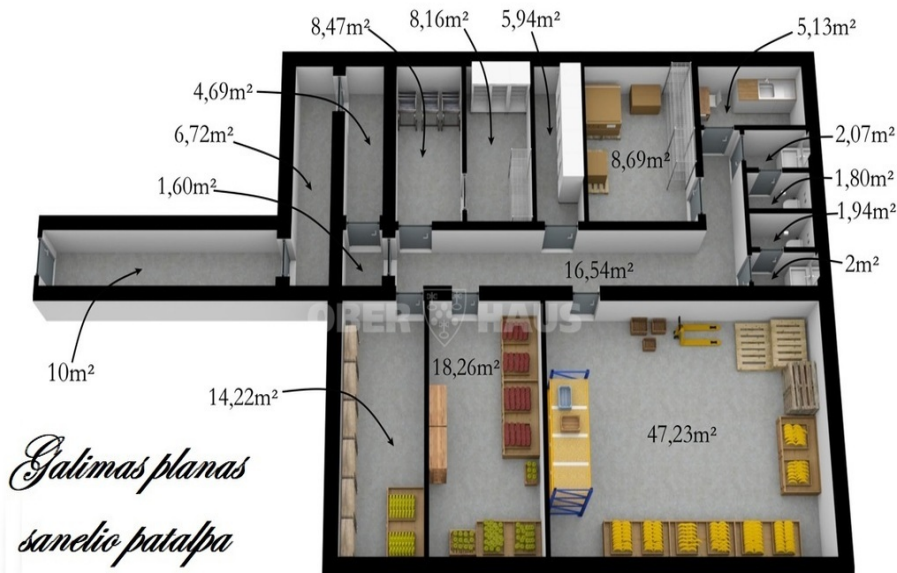 8,47m²
8,16m²
5,94m²
5,13m²
4,69m²
6,72m²
8,69m²
2,07m²
1,60m²
1,80m²
1,94m²
16,54m²
2m²
OBER HAUS
10m²
18,26m²
14,22m²
47,23m²
Galimas planas
sanelio patalpa